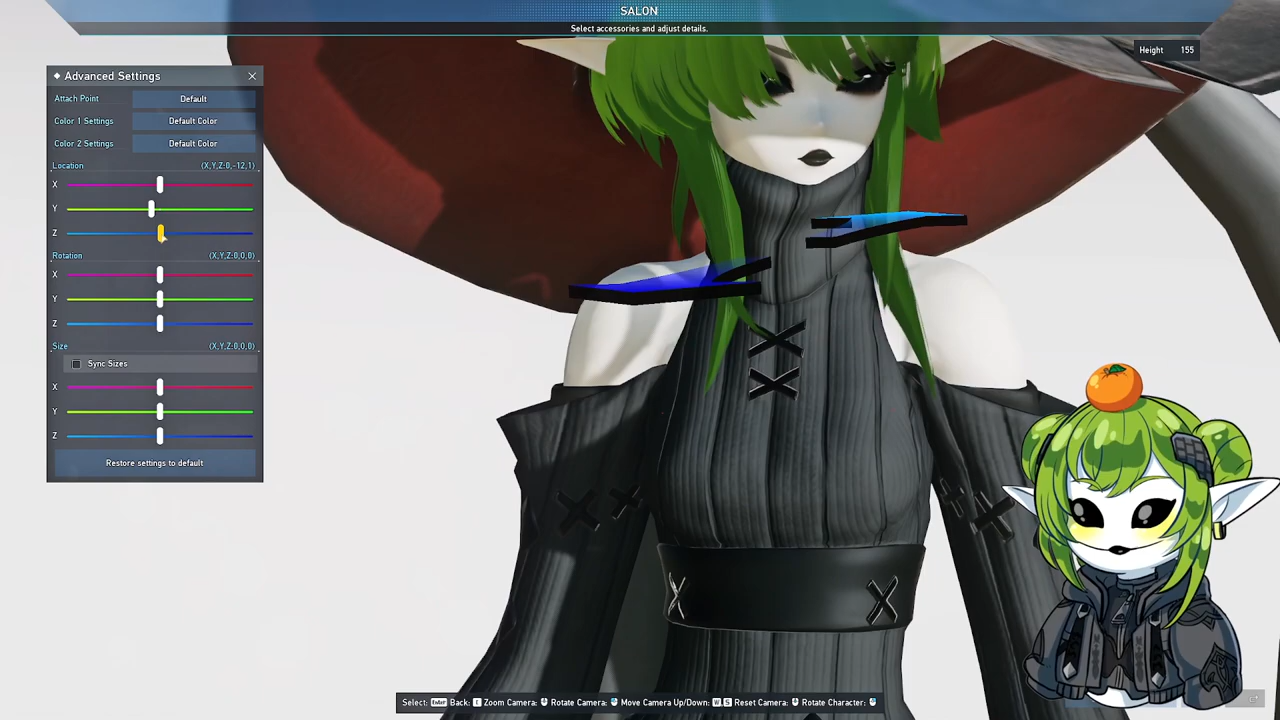 SALON
Select accessories and adjust details.
Height 155
Advanced Settings
Attach Point Default
Color 1 Settings Default Color
Color 2 Settings Default Color
Location (X,Y,Z:0,-12,1)
X
Y
Z
Rotation (X,Y,Z:0,0,0)
X
Y
Z
Size (X,Y,Z:0,0,0)
Sync Sizes
X
Y
Z
Restore settings to default
Select: Enter Back: E Zoom Camera: Rotate Camera: Move Camera Up/Down: W,S Reset Camera: Rotate Character: